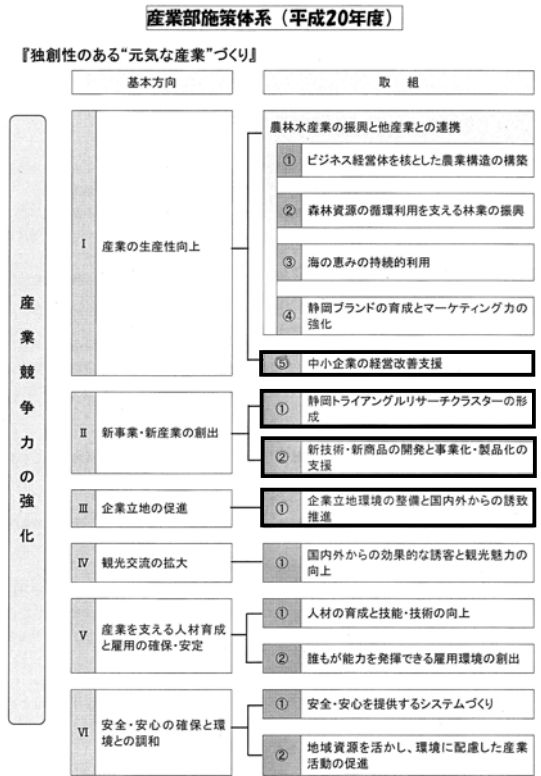 産業部施策体系（平成20年度）
『独創性のある“元気な産業”づくり』
基本方向
取　組
産業競争力の強化
Ⅰ 産業の生産性向上
農林水産業の振興と他産業との連携
① ビジネス経営体を核とした農業構造の構築
② 森林資源の循環利用を支える林業の振興
③ 海の恵みの持続的利用
④ 静岡ブランドの育成とマーケティング力の
強化
⑤ 中小企業の経営改善支援
Ⅱ 新事業・新産業の創出
① 静岡トライアングルリサーチクラスターの形
成
② 新技術・新商品の開発と事業化・製品化の
支援
Ⅲ 企業立地の促進
① 企業立地環境の整備と国内外からの誘致
推進
Ⅳ 観光交流の拡大
① 国内外からの効果的な誘客と観光魅力の
向上
Ⅴ 産業を支える人材育成
と雇用の確保・安定
① 人材の育成と技能・技術の向上
② 誰もが能力を発揮できる雇用環境の創出
Ⅵ 安全・安心の確保と環
境との調和
① 安全・安心を提供するシステムづくり
② 地域資源を活かし、環境に配慮した産業
活動の促進